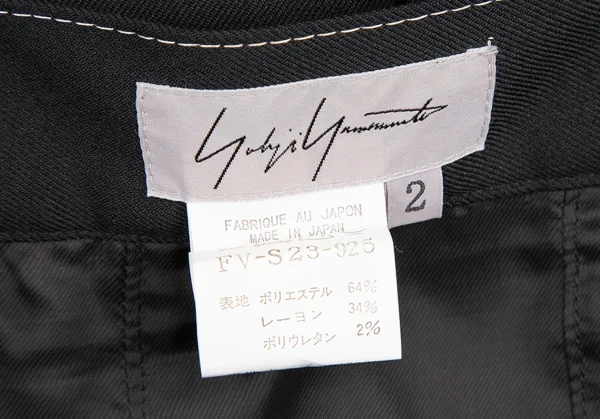 Yohji Yamamoto
2
FABRIQUE AU JAPON
MADE IN JAPAN
FV-S23-925
表地 ポリエステル 64%
レーヨン 34%
ポリウレタン 2%